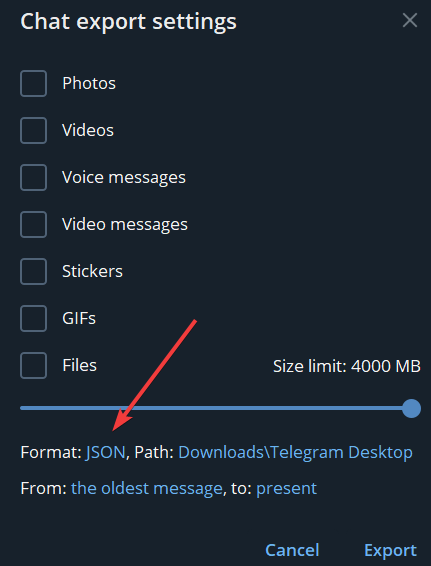 Chat export settings
Photos
Videos
Voice messages
Video messages
Stickers
GIFs
Files Size limit: 4000 MB
Format: JSON, Path: Downloads\Telegram Desktop
From: the oldest message, to: present
Cancel Export